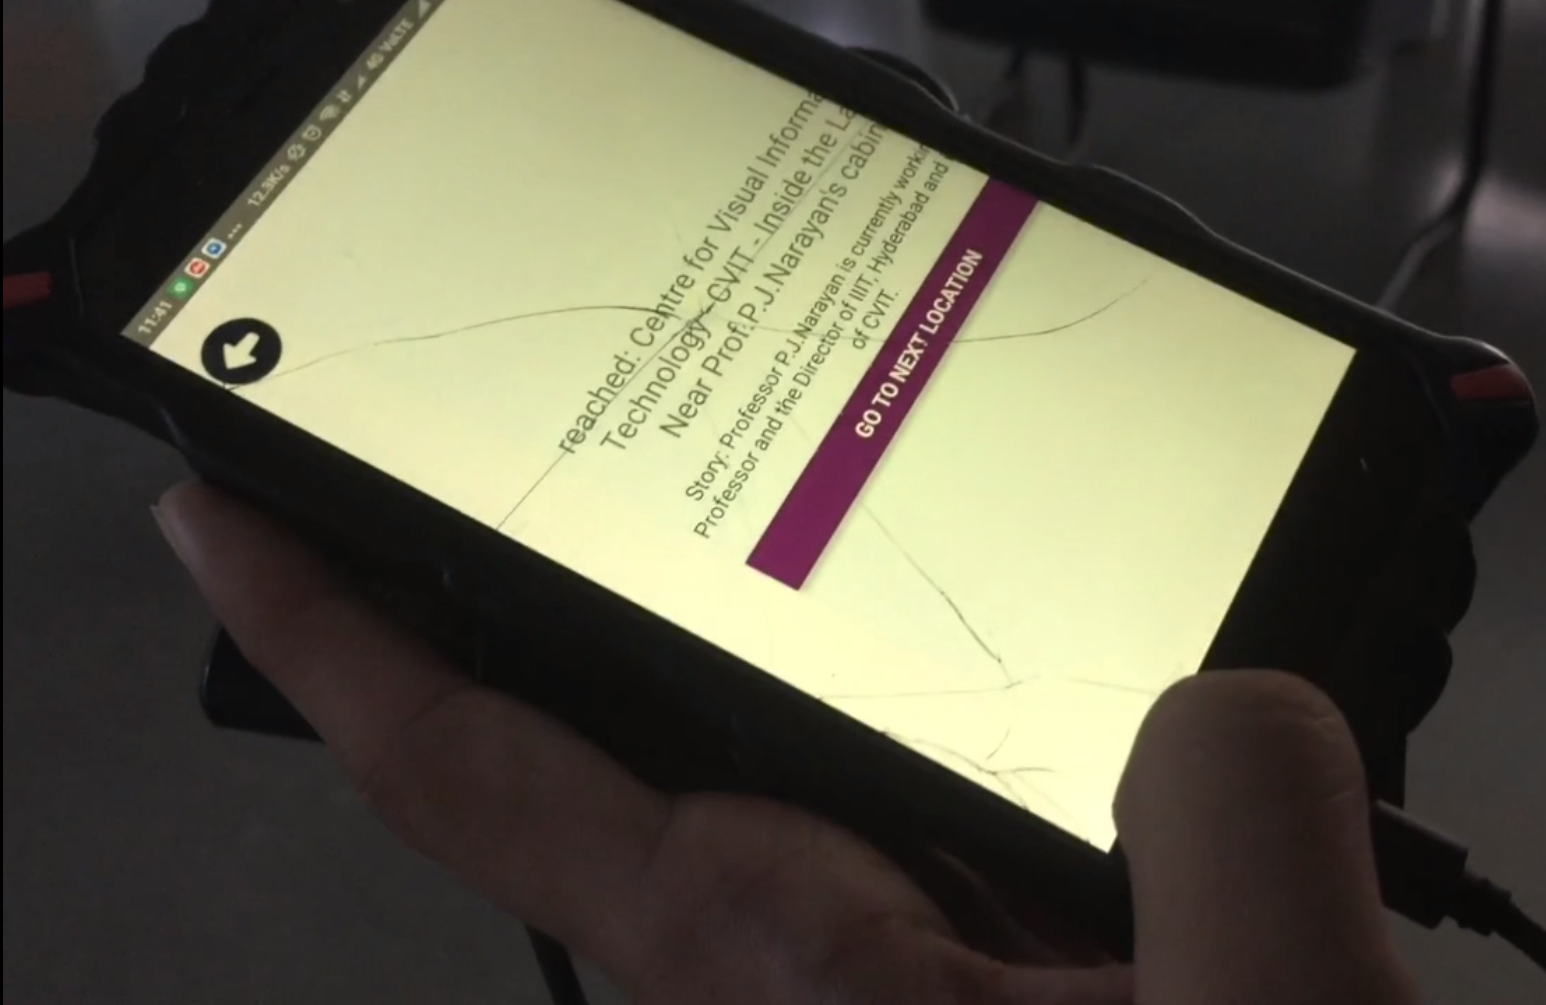 11:41 ... 12.3K/s 4G VoLTE
reached: Centre for Visual Informa
Technology - CVIT - Inside the La
Near Prof. P.J.Narayan's cabin
Story: Professor P.J.Narayan is currently workin
Professor and the Director of IIIT, Hyderabad and
of CVIT.
GO TO NEXT LOCATION